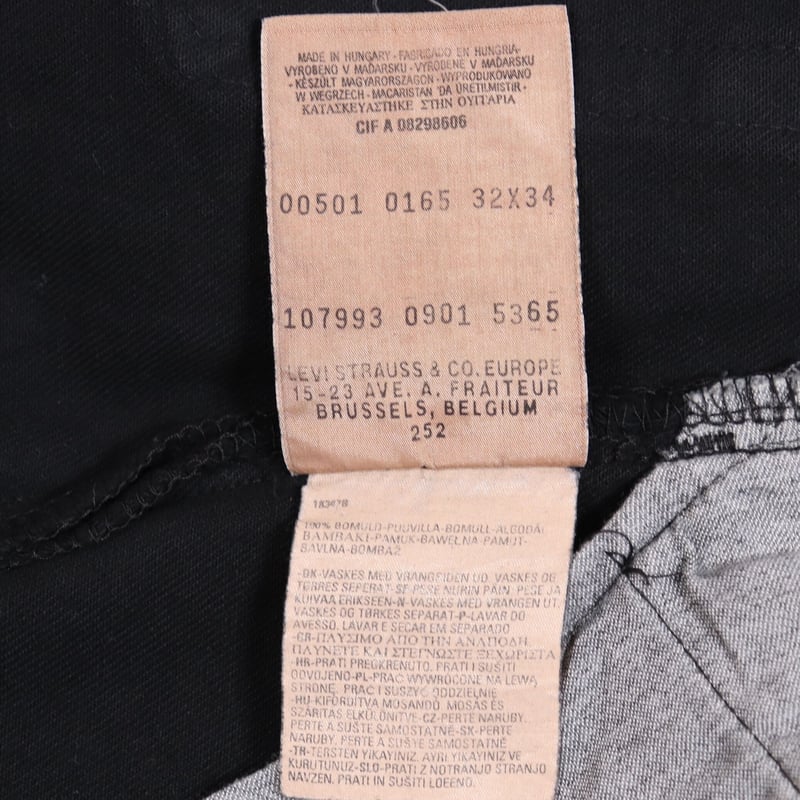 MADE IN HUNGARY - FABRICADO EN HUNGRIA-
VYROBENO V MAĎARSKU - VYROBENÉ V MAĎARSKU
- KÉSZÜLT MAGYARORSZÁGON - WYPRODUKOWANO
W WEGRZECH - MACARISTAN 'DA ÜRETILMISTIR -
ΚΑΤΑΣΚΕΥΑΣΤΗΚΕ ΣΤΗΝ ΟΥΓΓΑΡΙΑ
CIF A 08298606
00501 0165 32X34
107993 0901 5365
LEVI STRAUSS & CO. EUROPE
15-23 AVE. A. FRAITEUR
BRUSSELS, BELGIUM
252
100% BOMULD-PUUVILLA-BOMULL-ALGODÃO
BAMBAKI-PAMUK-BAWEŁNA-PAMUT-
BAVLNA-BOMBAŽ
-DK-VASKES MED VRANGSIDEN UD. VASKES OG
TØRRES SEPERAT-SF-PESE NURIN PÄIN. PESE JA
KUIVAA ERIKSEEN-N-VASKES MED VRANGEN UT.
VASKES OG TØRKES SEPARAT-P-LAVAR DO
AVESSO. LAVAR E SECAR EM SEPARADO
-GR-ΠΛΥΣΙΜΟ ΑΠΟ ΤΗΝ ΑΝΑΠΟΔΗ.
ΠΛΥΝΕΤΕ ΚΑΙ ΣΤΕΓΝΩΣΤΕ ΞΕΧΩΡΙΣΤΑ
-HR-PRATI PREOKRENUTO. PRATI I SUŠITI
ODVOJENO-PL-PRAĆ WYWRÓCONE NA LEWĄ
STRONĘ. PRAĆ I SUSZYĆ ODDZIELNIE
-HU-KIFORDÍTVA MOSANDÓ. MOSÁS ÉS
SZÁRÍTÁS ELKÜLÖNÍTVE-CZ-PERTE NARUBY.
PERTE A SUŠTE SAMOSTATNĚ-SK-PERTE
NARUBY. PERTE A SUŠTE SAMOSTATNE
-TR-TERSTEN YIKAYINIZ. AYRI YIKAYINIZ VE
KURUTUNUZ-SLO-PRATI Z NOTRANJO STRANJO
NAVZEN. PRATI IN SUŠITI LOČENO.